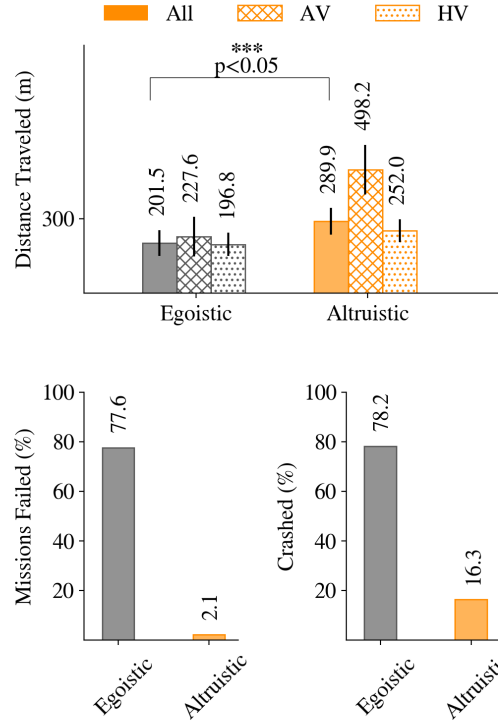 All AV HV
***
p<0.05
Distance Traveled (m)
300
201.5 227.6 196.8 289.9 498.2 252.0
Egoistic Altruistic
Missions Failed (%)
100
80
60
40
20
77.6
2.1
Egoistic Altruistic
Crashed (%)
100
80
60
40
20
78.2
16.3
Egoistic Altruistic